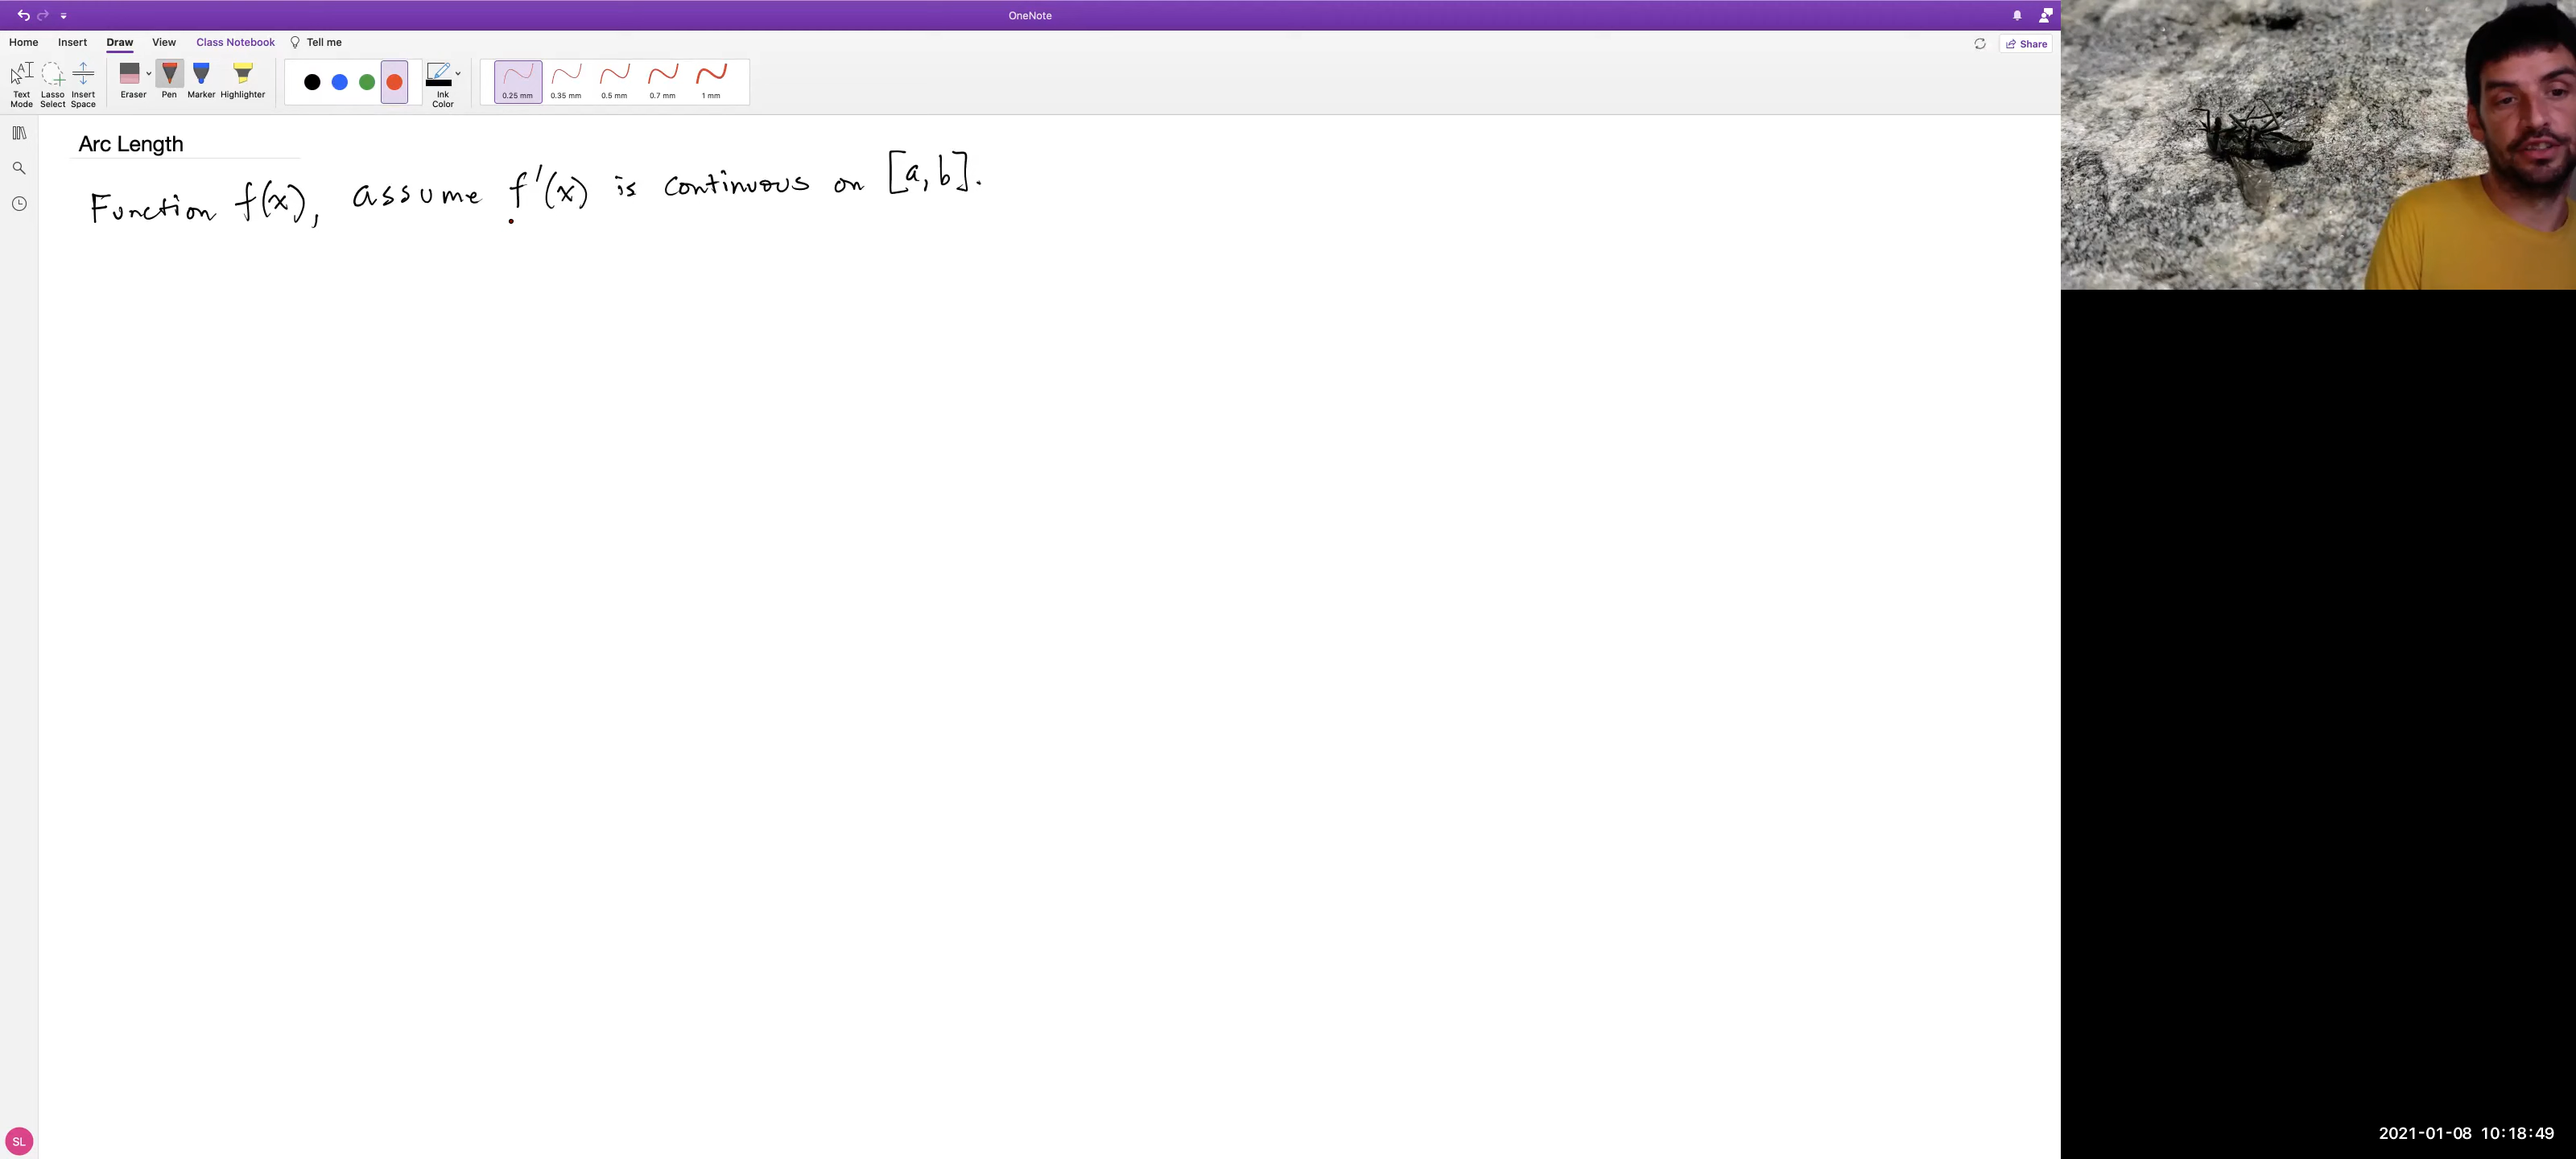 OneNote
Home Insert Draw View Class Notebook Tell me
Share
Text Mode Lasso Select Insert Space Eraser Pen Marker Highlighter Ink Color 0.25 mm 0.35 mm 0.5 mm 0.7 mm 1 mm
Arc Length
Function f(x), assume f'(x) is continuous on [a,b].
SL
2021-01-08 10:18:49